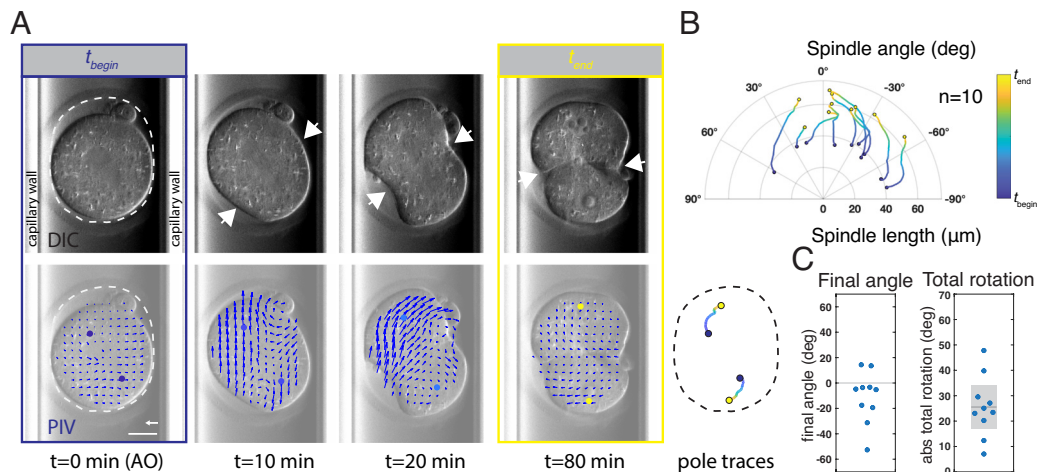 A
t_begin
t_end
capillary wall
capillary wall
DIC
PIV
t=0 min (AO)
t=10 min
t=20 min
t=80 min
pole traces
B
Spindle angle (deg)
0°
30°
-30°
60°
-60°
90°
-90°
0
20
40
60
Spindle length (μm)
n=10
t_end
t_begin
C
Final angle
final angle (deg)
60
40
20
0
-20
-40
-60
Total rotation
abs total rotation (deg)
70
60
50
40
30
20
10
0